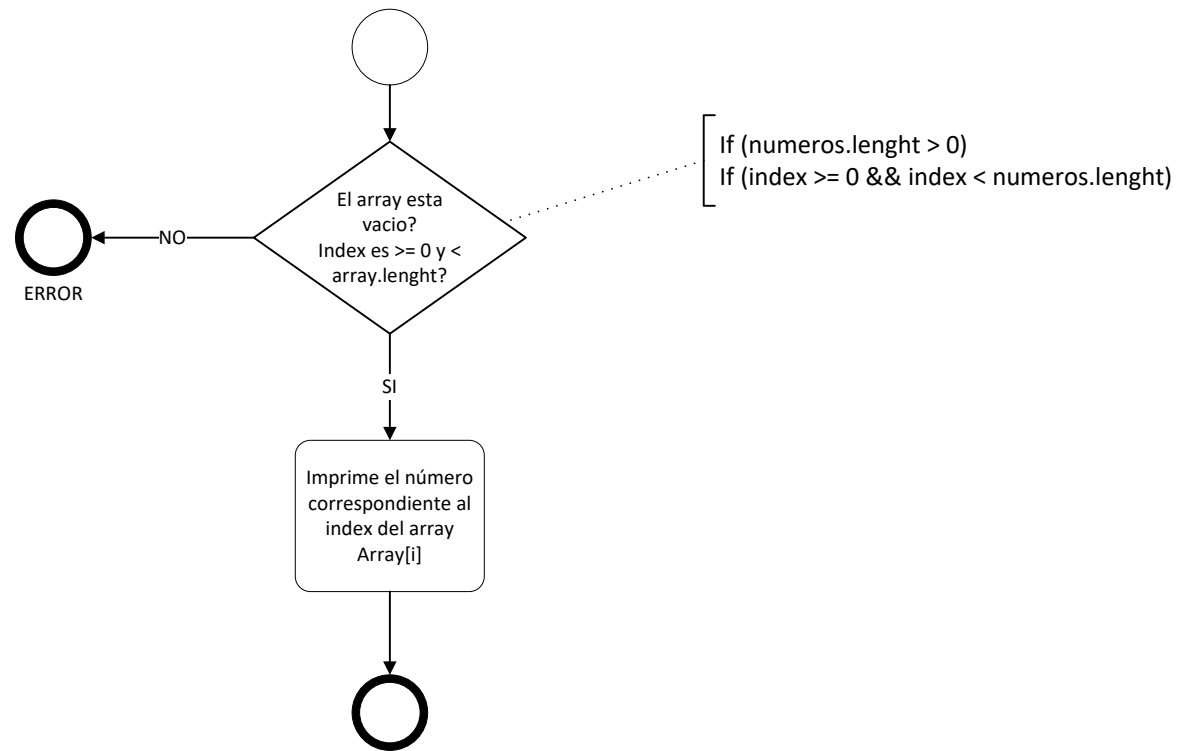 El array esta
vacio?
Index es >= 0 y <
array.lenght?
If (numeros.lenght > 0)
If (index >= 0 && index < numeros.lenght)
NO
ERROR
SI
Imprime el número
correspondiente al
index del array
Array[i]